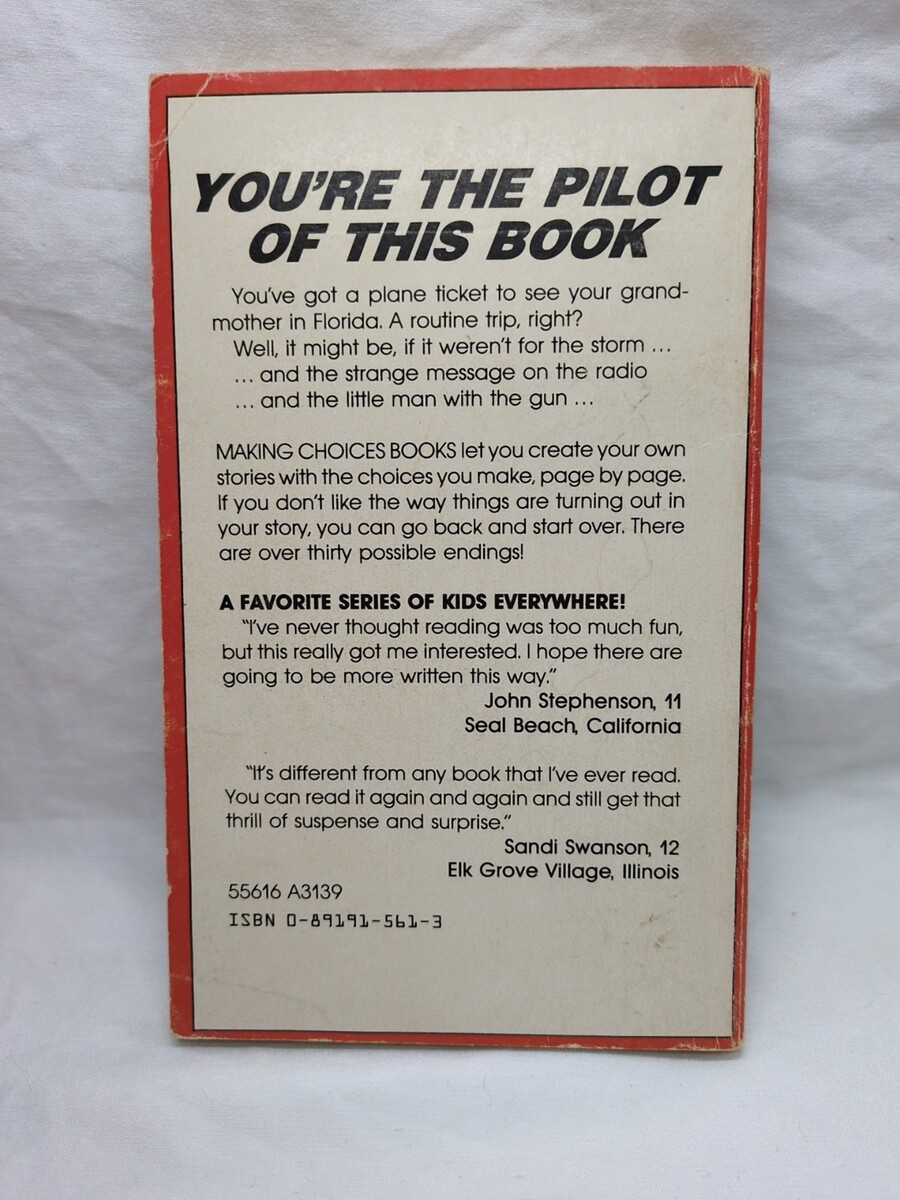 YOU'RE THE PILOT
OF THIS BOOK
You've got a plane ticket to see your grand-
mother in Florida. A routine trip, right?
Well, it might be, if it weren't for the storm ...
... and the strange message on the radio
... and the little man with the gun ...
MAKING CHOICES BOOKS let you create your own
stories with the choices you make, page by page.
If you don't like the way things are turning out in
your story, you can go back and start over. There
are over thirty possible endings!
A FAVORITE SERIES OF KIDS EVERYWHERE!
"I've never thought reading was too much fun,
but this really got me interested. I hope there are
going to be more written this way."
John Stephenson, 11
Seal Beach, California
"It's different from any book that I've ever read.
You can read it again and again and still get that
thrill of suspense and surprise."
Sandi Swanson, 12
Elk Grove Village, Illinois
55616 A3139
ISBN 0-89191-561-3